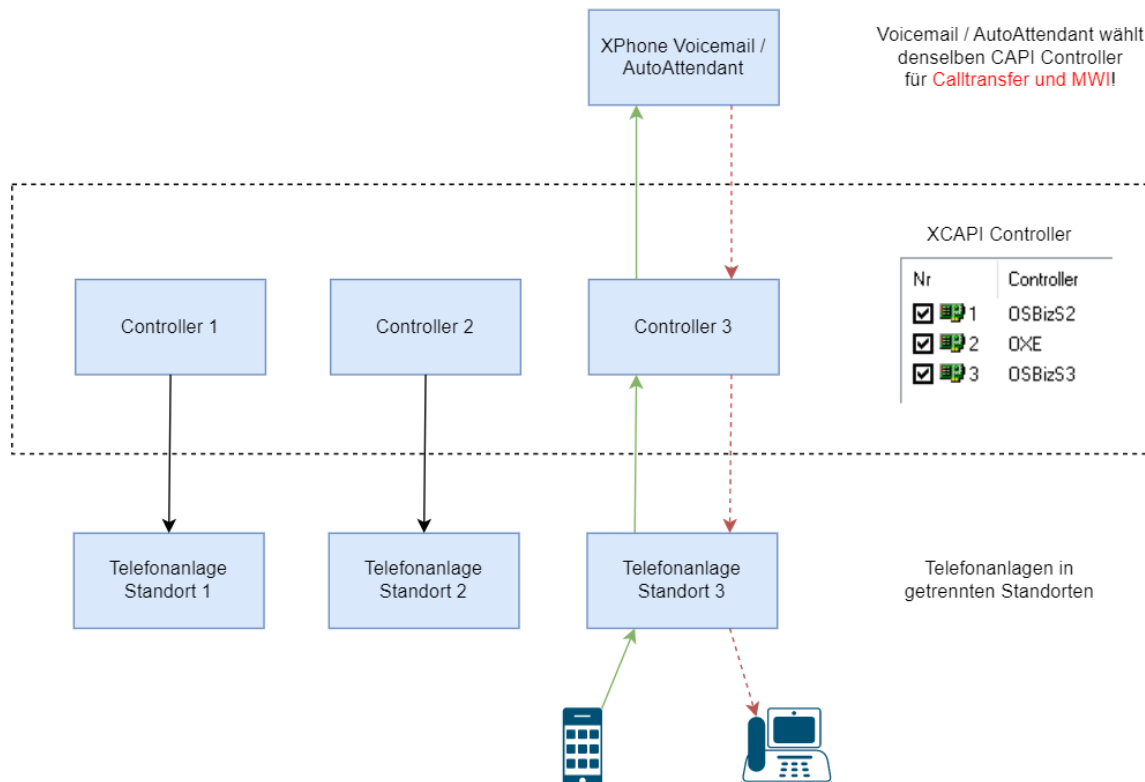 XPhone Voicemail /
AutoAttendant
Voicemail / AutoAttendant wählt
denselben CAPI Controller
für Calltransfer und MWI!
XCAPI Controller
Nr Controller
1 OSBizS2
2 OXE
3 OSBizS3
Controller 1
Controller 2
Controller 3
Telefonanlage
Standort 1
Telefonanlage
Standort 2
Telefonanlage
Standort 3
Telefonanlagen in
getrennten Standorten